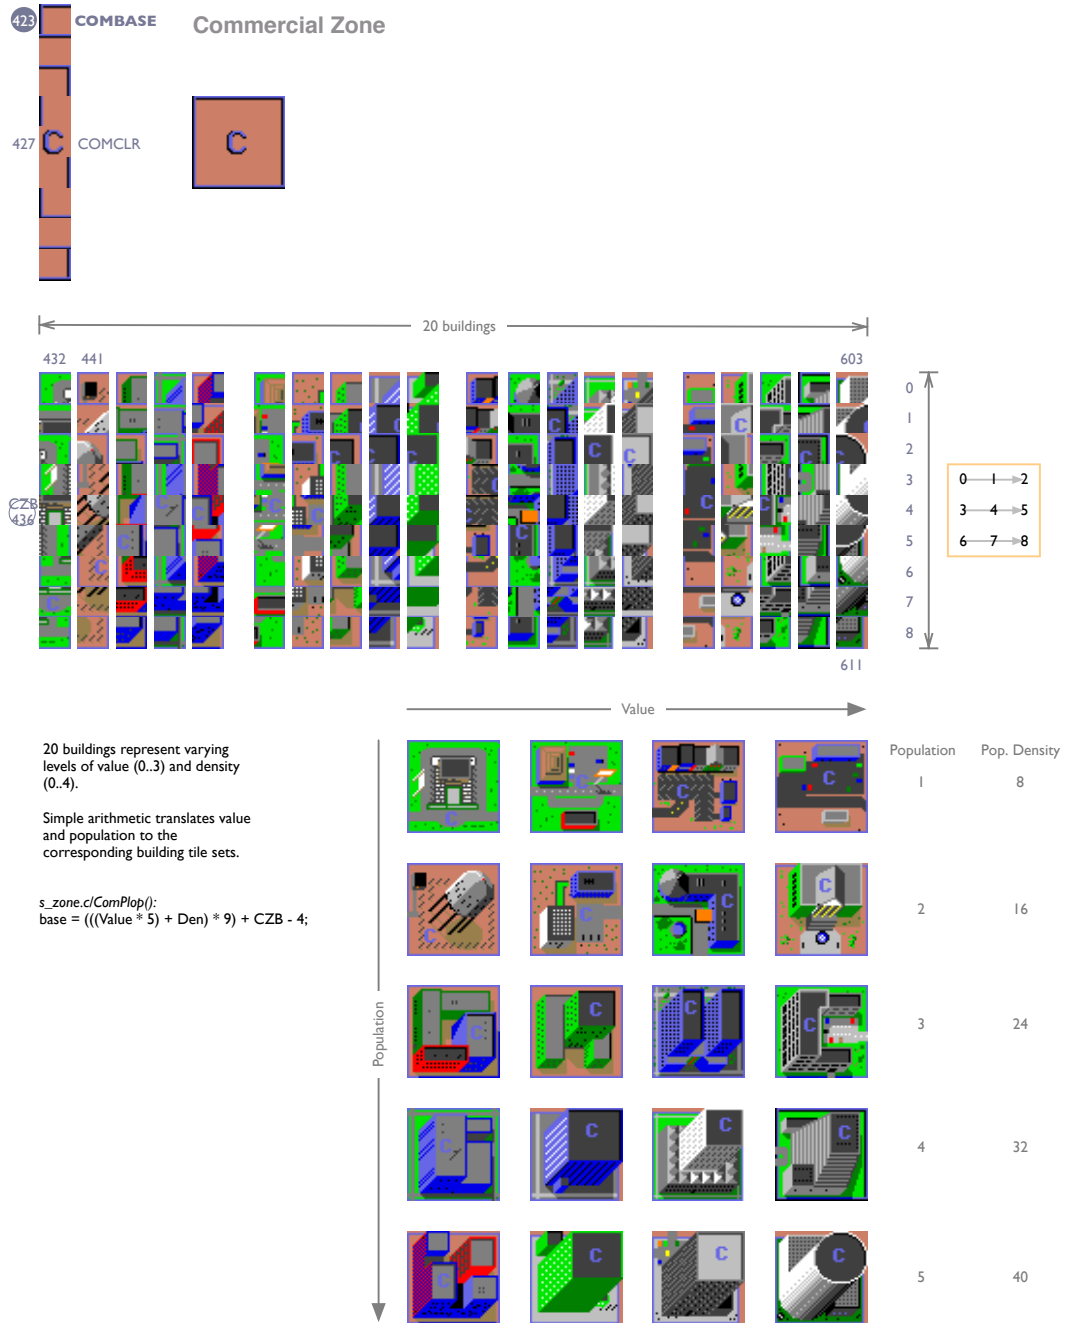 423 COMBASE Commercial Zone
C
427 C COMCLR
20 buildings
432 441 603
0
1
2
3
4
5
6
7
8
CZB
436
0 1 2
3 4 5
6 7 8
611
Value
20 buildings represent varying
levels of value (0..3) and density
(0..4).
Simple arithmetic translates value
and population to the
corresponding building tile sets.
s_zone.c/ComPlop():
base = (((Value * 5) + Den) * 9) + CZB - 4;
Population
Population Pop. Density
1 8
2 16
3 24
4 32
5 40
C C C C
C C C C
C C C C
C C C C
C C C C